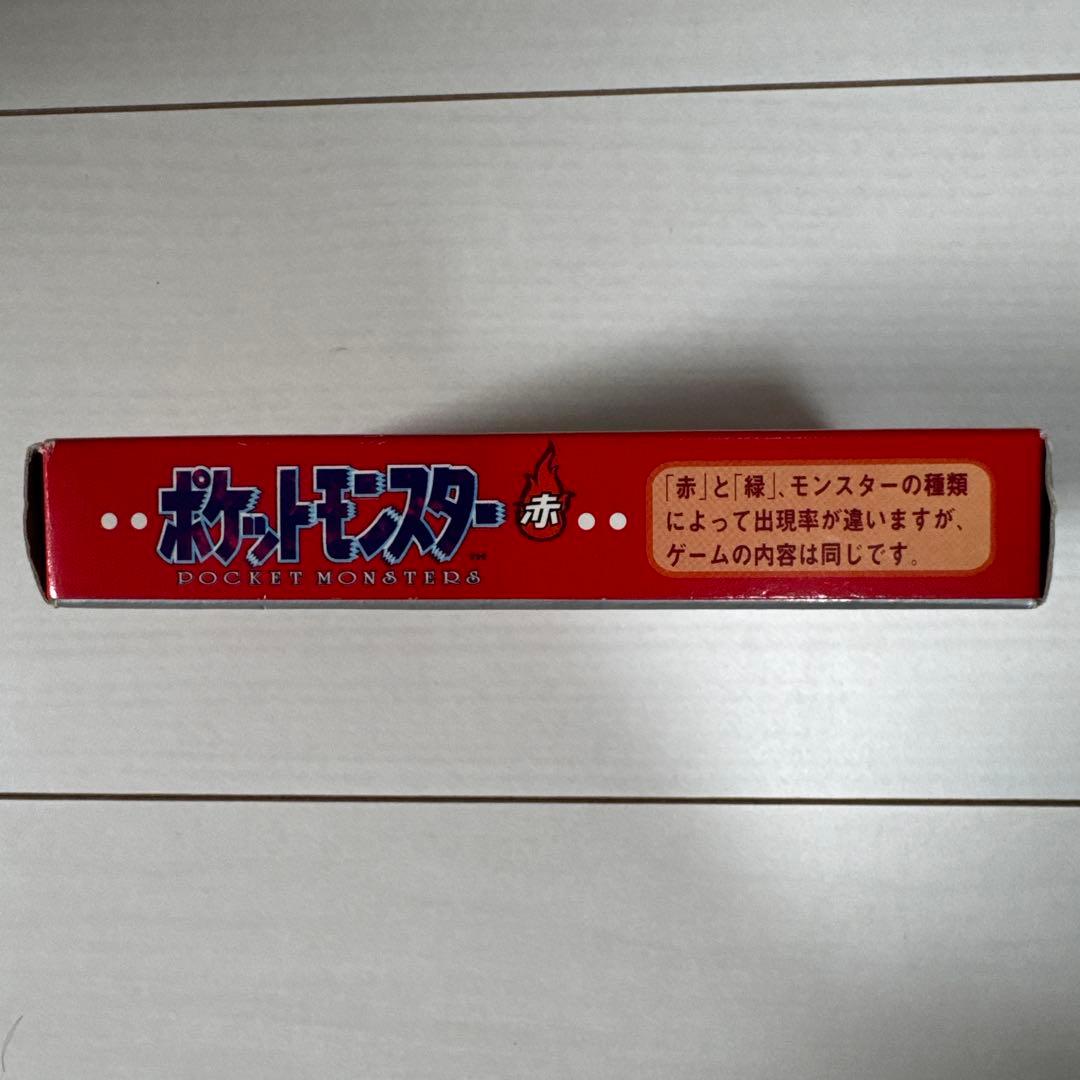 ポケットモンスター 赤
TM
POCKET MONSTERS
「赤」と「緑」、モンスターの種類
によって出現率が違いますが、
ゲームの内容は同じです。